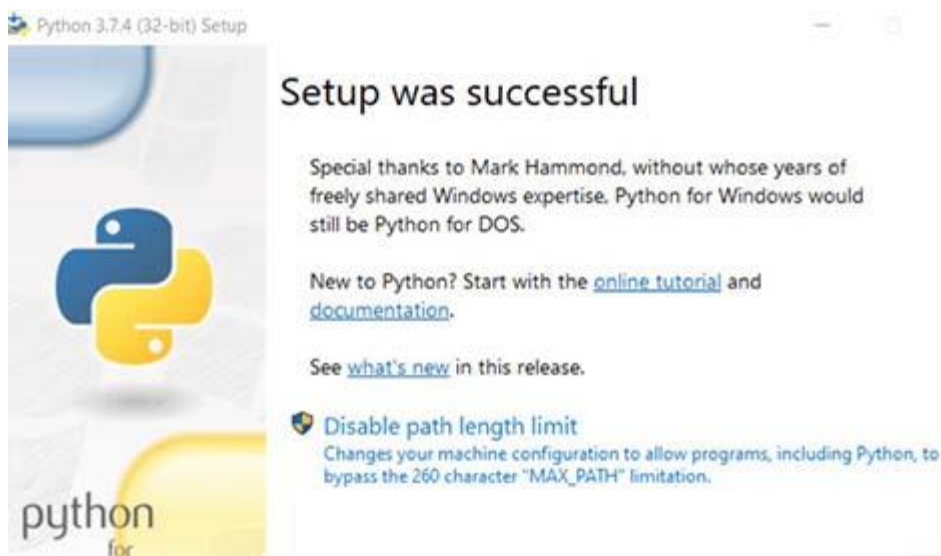 Python 3.7.4 (32-bit) Setup
Setup was successful
Special thanks to Mark Hammond, without whose years of
freely shared Windows expertise, Python for Windows would
still be Python for DOS.
New to Python? Start with the online tutorial and
documentation.
See what's new in this release.
Disable path length limit
Changes your machine configuration to allow programs, including Python, to
bypass the 260 character "MAX_PATH" limitation.
python
for